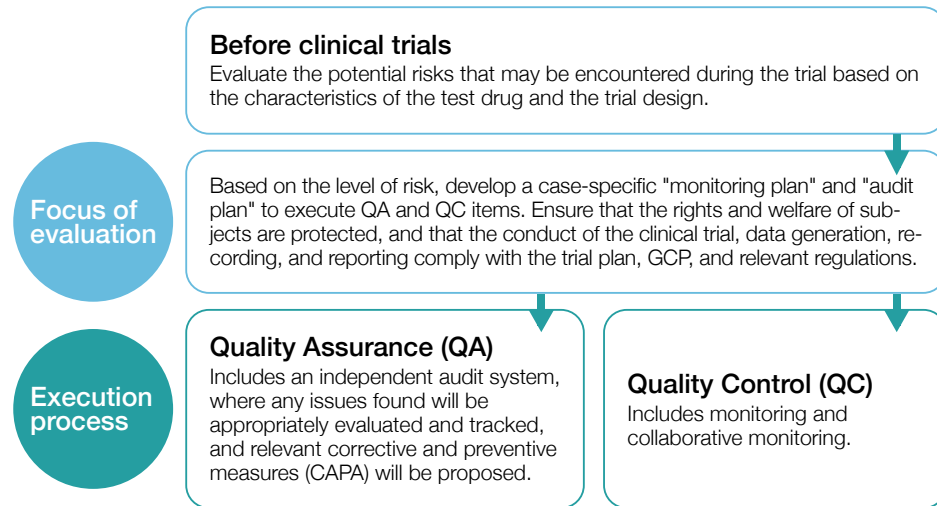 Before clinical trials
Evaluate the potential risks that may be encountered during the trial based on
the characteristics of the test drug and the trial design.
Focus of
evaluation
Based on the level of risk, develop a case-specific "monitoring plan" and "audit
plan" to execute QA and QC items. Ensure that the rights and welfare of sub-
jects are protected, and that the conduct of the clinical trial, data generation, re-
cording, and reporting comply with the trial plan, GCP, and relevant regulations.
Execution
process
Quality Assurance (QA)
Includes an independent audit system,
where any issues found will be
appropriately evaluated and tracked,
and relevant corrective and preventive
measures (CAPA) will be proposed.
Quality Control (QC)
Includes monitoring and
collaborative monitoring.